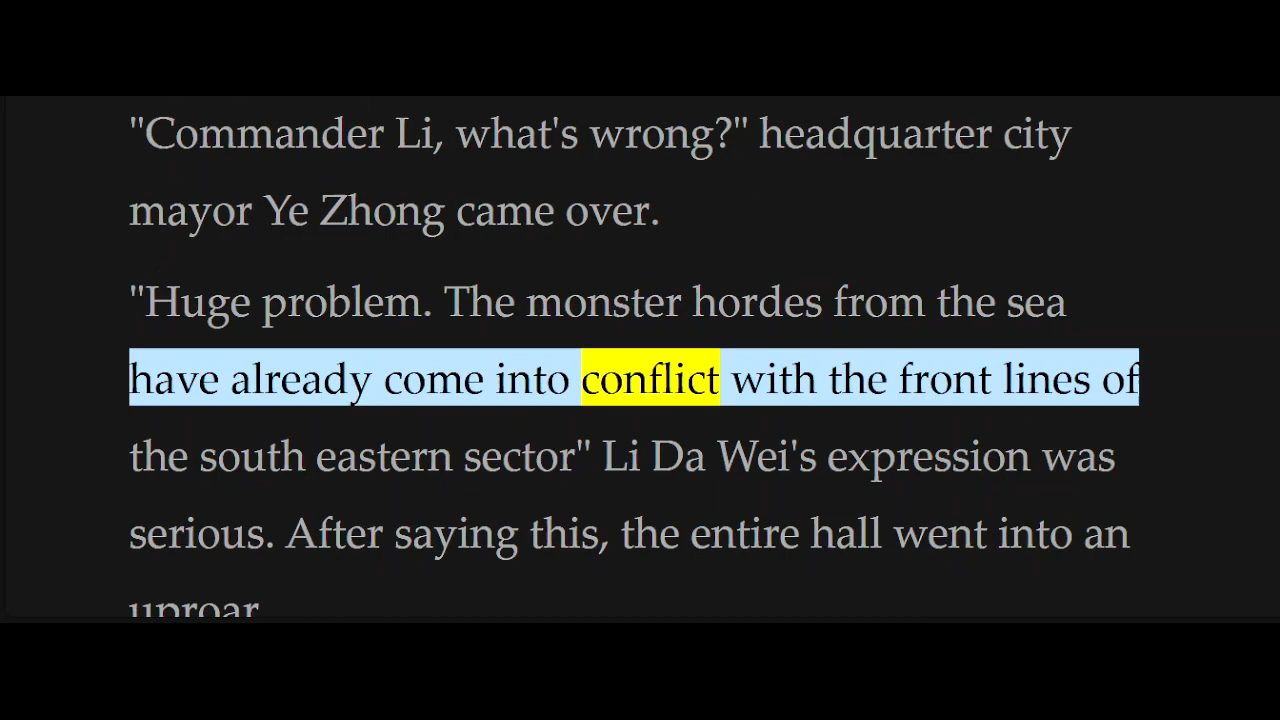 "Commander Li, what's wrong?" headquarter city
mayor Ye Zhong came over.
"Huge problem. The monster hordes from the sea
have already come into conflict with the front lines of
the south eastern sector" Li Da Wei's expression was
serious. After saying this, the entire hall went into an
uproar